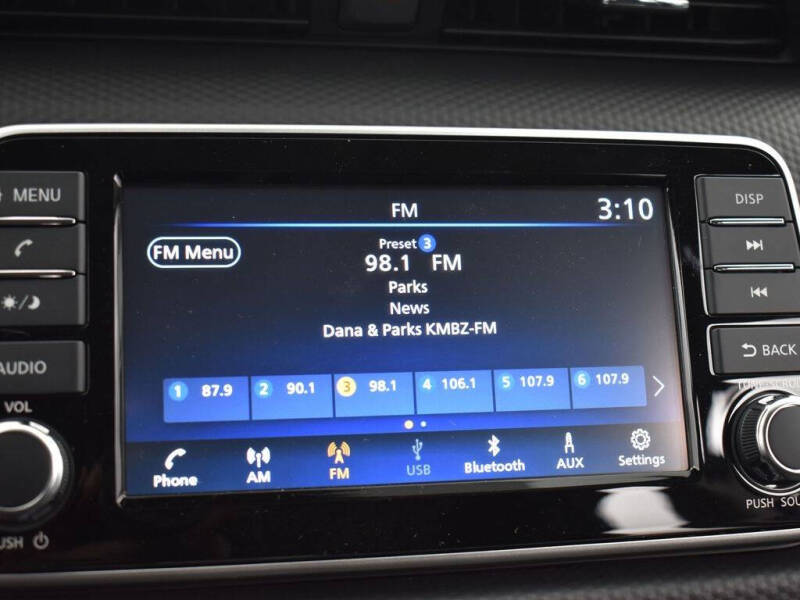 MENU
AUDIO
VOL
FM
3:10
FM Menu
Preset 3
98.1 FM
Parks
News
Dana & Parks KMBZ-FM
1 87.9 2 90.1 3 98.1 4 106.1 5 107.9 6 107.9
Phone AM FM USB Bluetooth AUX Settings
DISP
BACK
TUNE·SCROLL
PUSH